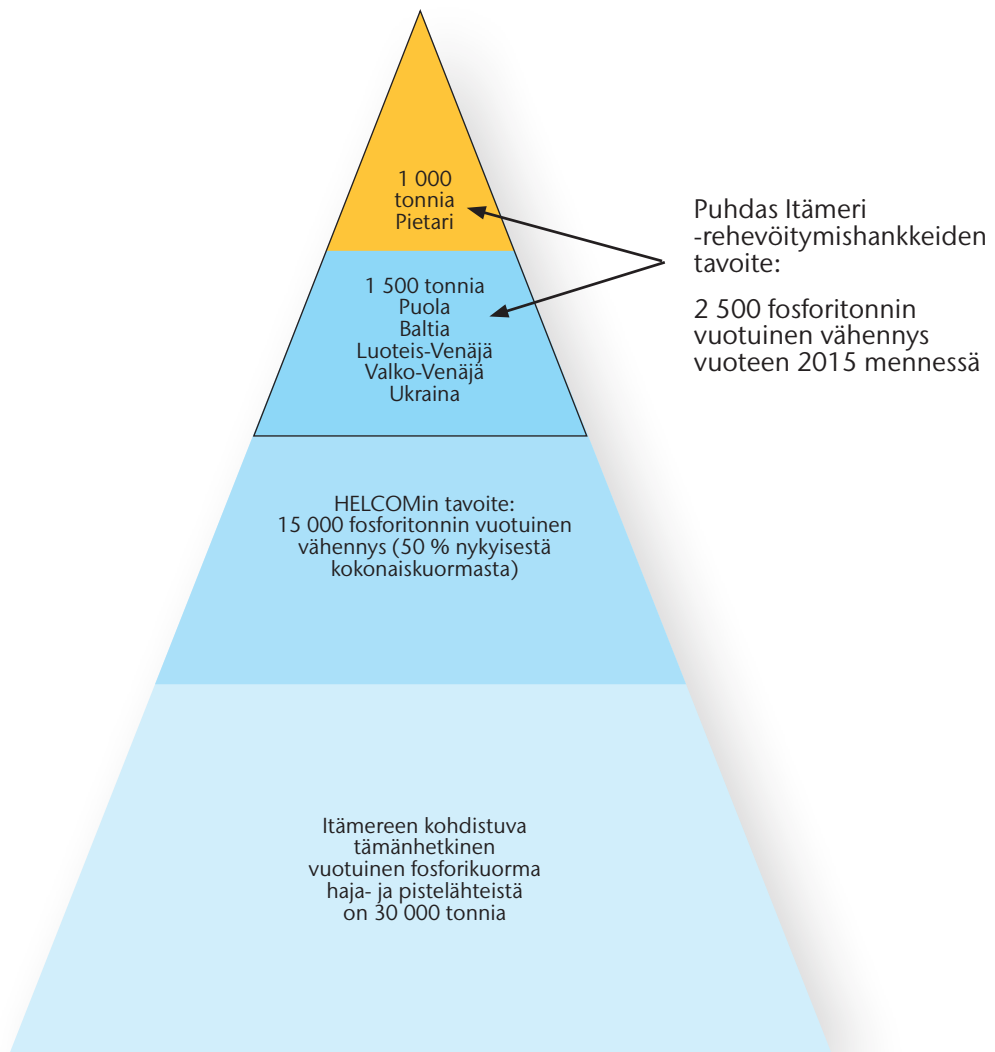 1 000
tonnia
Pietari
1 500 tonnia
Puola
Baltia
Luoteis-Venäjä
Valko-Venäjä
Ukraina
Puhdas Itämeri
-rehevöitymishankkeiden
tavoite:
2 500 fosforitonnin
vuotuinen vähennys
vuoteen 2015 mennessä
HELCOMin tavoite:
15 000 fosforitonnin vuotuinen
vähennys (50 % nykyisestä
kokonaiskuormasta)
Itämereen kohdistuva
tämänhetkinen
vuotuinen fosforikuorma
haja- ja pistelähteistä
on 30 000 tonnia